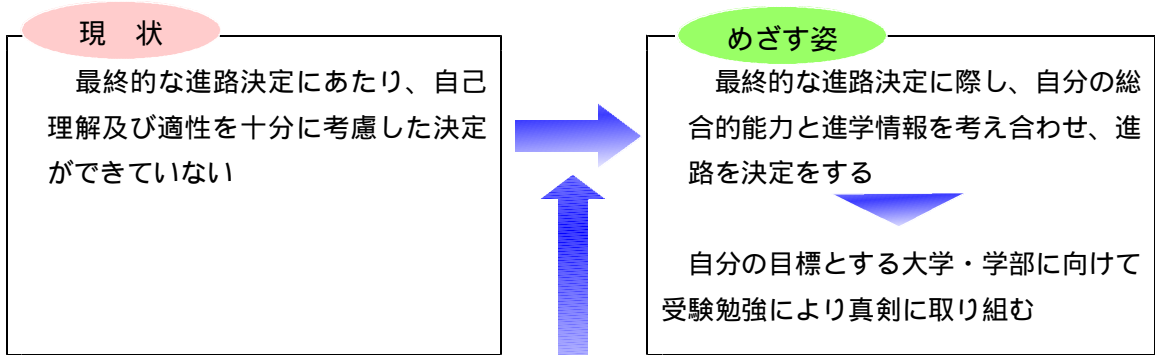 現 状
最終的な進路決定にあたり、自己
理解及び適性を十分に考慮した決定
ができていない
めざす姿
最終的な進路決定に際し、自分の総
合的能力と進学情報を考え合わせ、進
路を決定をする
自分の目標とする大学・学部に向けて
受験勉強により真剣に取り組む